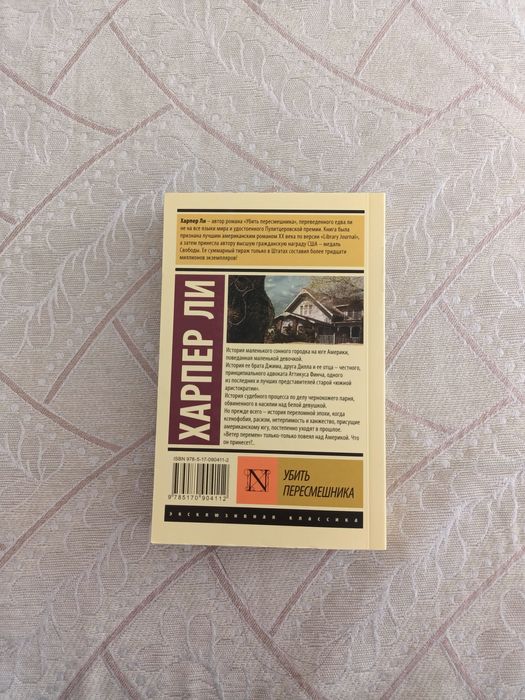 Харпер Ли – автор романа «Убить пересмешника», переведенного едва ли
не на все языки мира и удостоенного Пулитцеровской премии. Книга была
признана лучшим американским романом XX века по версии «Library Journal»,
а затем принесла автору высшую гражданскую награду США – медаль
Свободы. Ее суммарный тираж только в Штатах составил более тридцати
миллионов экземпляров!
ХАРПЕР ЛИ
История маленького сонного городка на юге Америки,
поведанная маленькой девочкой.
История ее брата Джима, друга Дилла и ее отца – честного,
принципиального адвоката Аттикуса Финча, одного
из последних и лучших представителей старой «южной
аристократии».
История судебного процесса по делу чернокожего парня,
обвиненного в насилии над белой девушкой.
Но прежде всего – история переломной эпохи, когда
ксенофобия, расизм, нетерпимость и ханжество, присущие
американскому югу, постепенно уходят в прошлое.
«Ветер перемен» только-только повеял над Америкой. Что
он принесет?..
ISBN 978-5-17-090411-2
9 785170 904112
N
УБИТЬ
ПЕРЕСМЕШНИКА
эксклюзивная классика